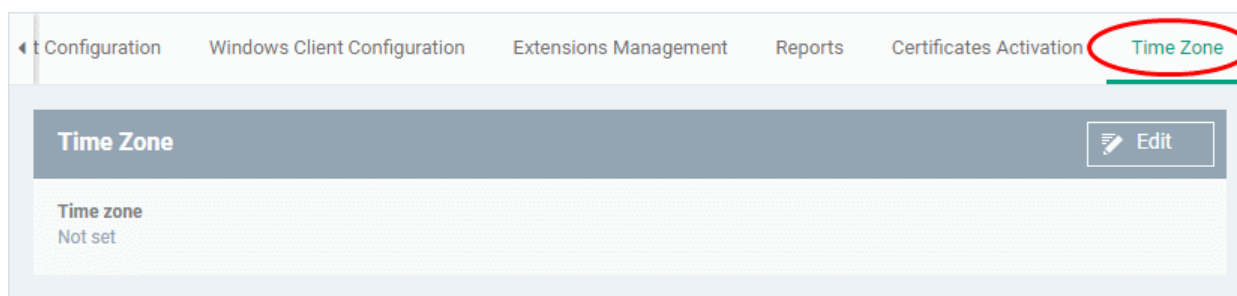 t Configuration Windows Client Configuration Extensions Management Reports Certificates Activation Time Zone
Time Zone Edit
Time zone
Not set